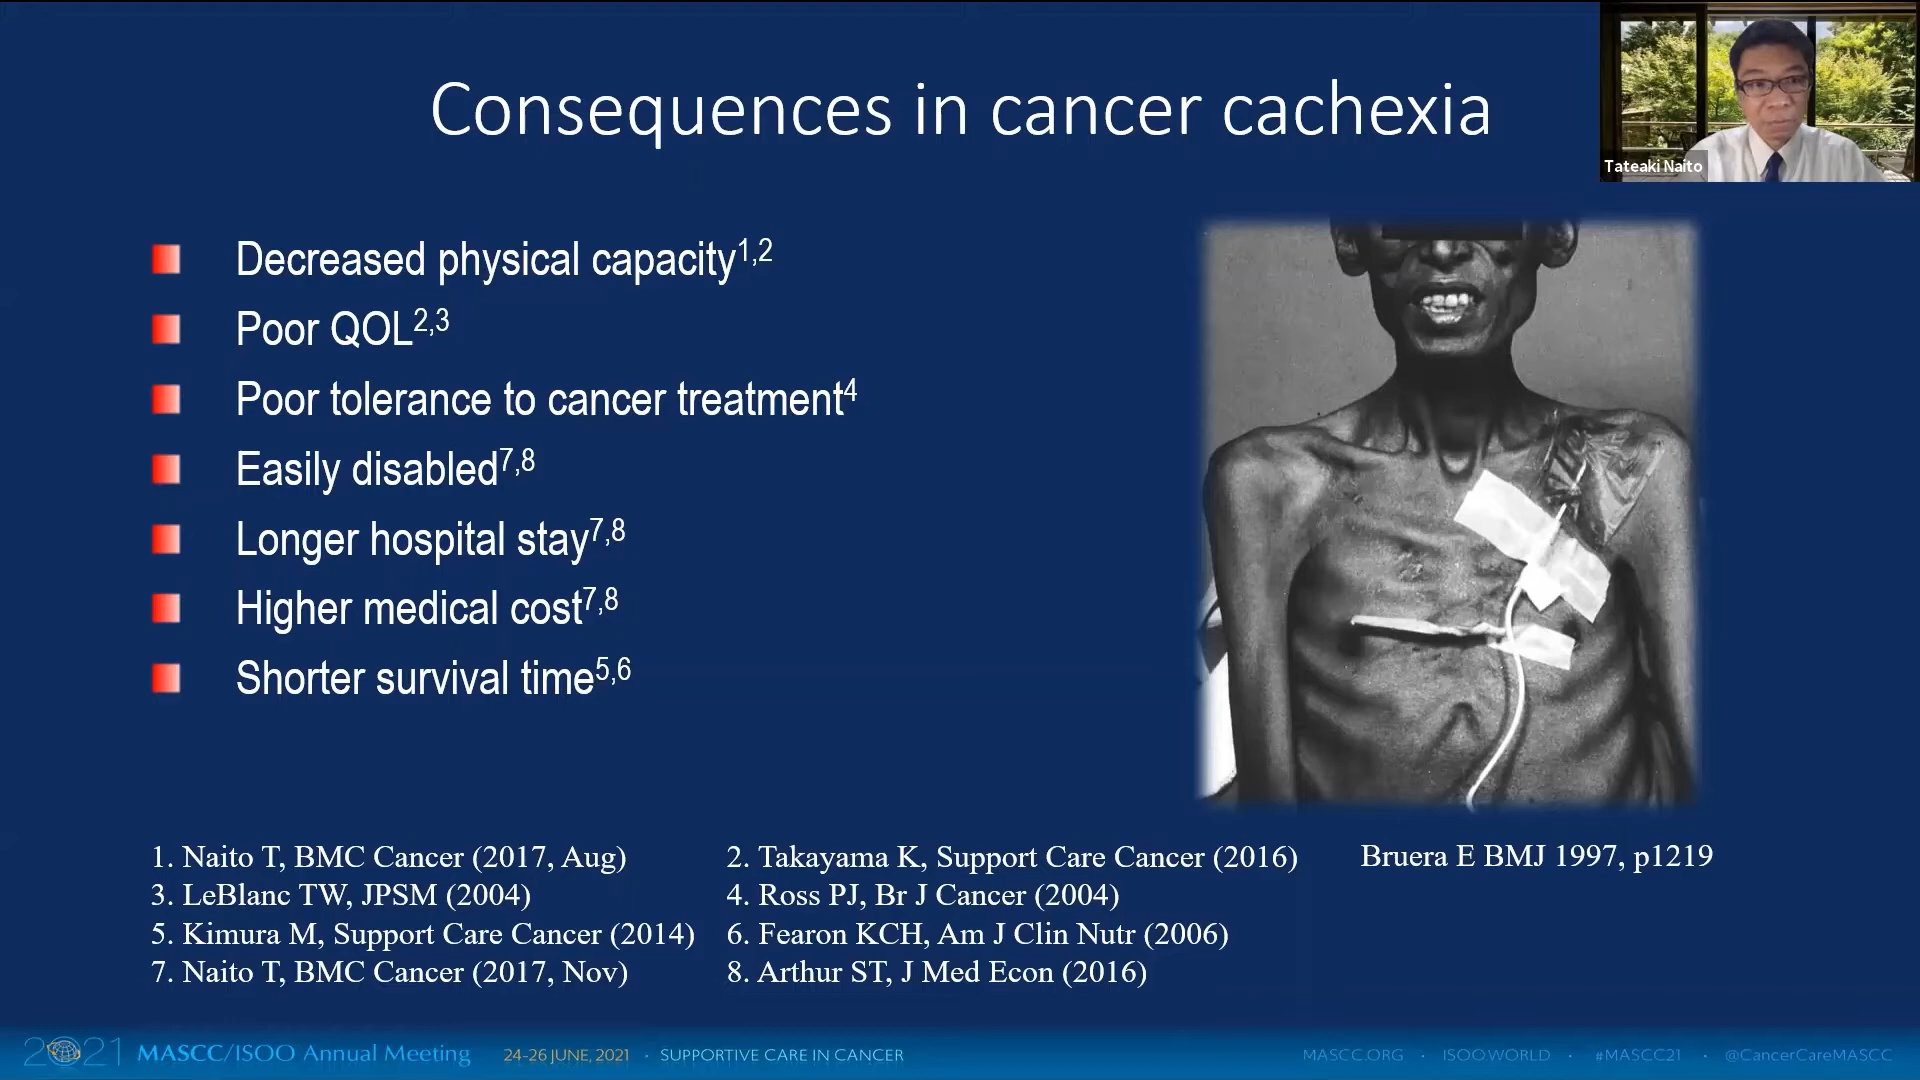 Consequences in cancer cachexia
Tateaki Naito
Decreased physical capacity1,2
Poor QOL2,3
Poor tolerance to cancer treatment4
Easily disabled7,8
Longer hospital stay7,8
Higher medical cost7,8
Shorter survival time5,6
1. Naito T, BMC Cancer (2017, Aug)
2. Takayama K, Support Care Cancer (2016)
Bruera E BMJ 1997, p1219
3. LeBlanc TW, JPSM (2004)
4. Ross PJ, Br J Cancer (2004)
5. Kimura M, Support Care Cancer (2014)
6. Fearon KCH, Am J Clin Nutr (2006)
7. Naito T, BMC Cancer (2017, Nov)
8. Arthur ST, J Med Econ (2016)
2021 MASCC/ISOO Annual Meeting 24-26 JUNE, 2021 · SUPPORTIVE CARE IN CANCER MASCC.ORG · ISOO.WORLD · #MASCC21 · @CancerCareMASCC